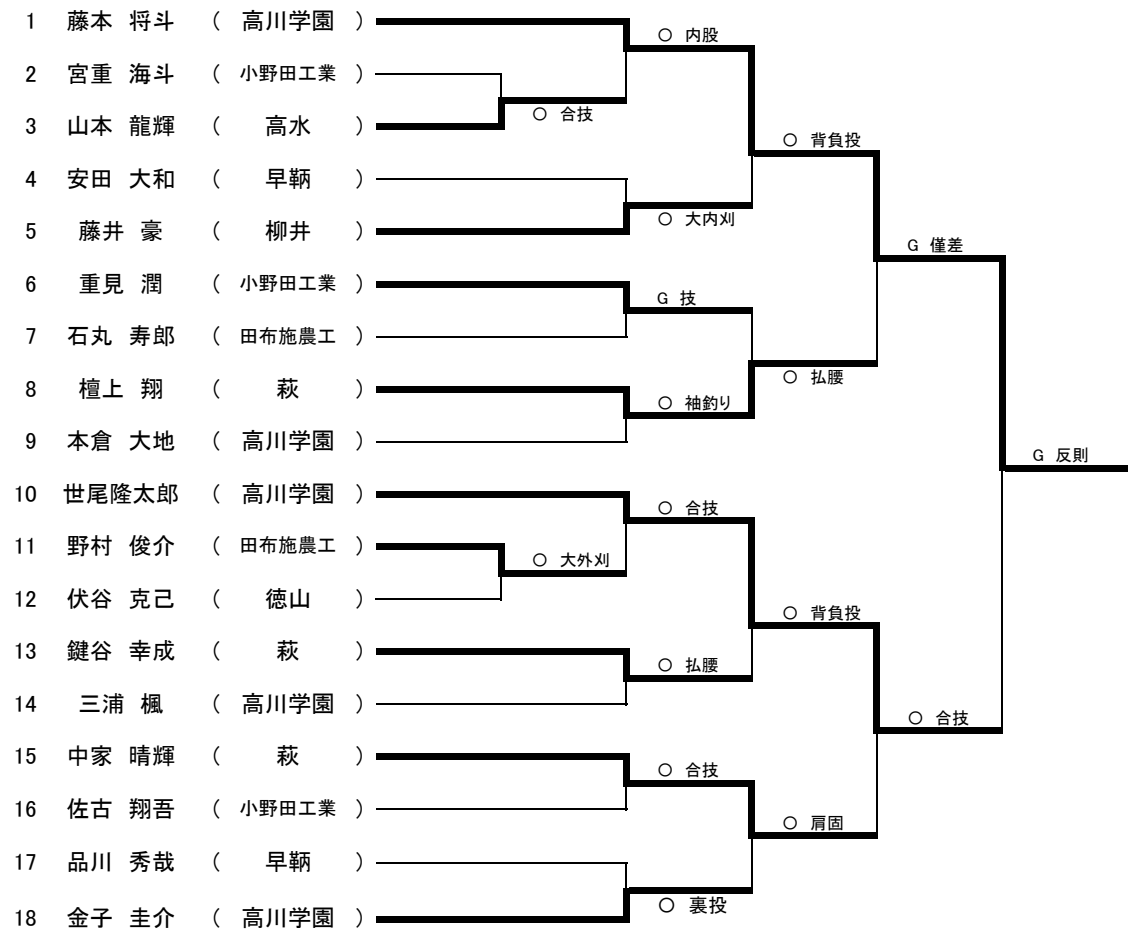 1 藤本 将斗 ( 高川学園 )
○ 内股
2 宮重 海斗 ( 小野田工業 )
○ 合技
3 山本 龍輝 ( 高水 )
○ 背負投
4 安田 大和 ( 早鞆 )
○ 大内刈
5 藤井 豪 ( 柳井 )
G 僅差
6 重見 潤 ( 小野田工業 )
G 技
7 石丸 寿郎 ( 田布施農工 )
○ 払腰
8 檀上 翔 ( 萩 )
○ 袖釣り
9 本倉 大地 ( 高川学園 )
G 反則
10 世尾隆太郎 ( 高川学園 )
○ 合技
11 野村 俊介 ( 田布施農工 )
○ 大外刈
12 伏谷 克己 ( 徳山 )
○ 背負投
13 鍵谷 幸成 ( 萩 )
○ 払腰
14 三浦 楓 ( 高川学園 )
○ 合技
15 中家 晴輝 ( 萩 )
○ 合技
16 佐古 翔吾 ( 小野田工業 )
○ 肩固
17 品川 秀哉 ( 早鞆 )
○ 裏投
18 金子 圭介 ( 高川学園 )